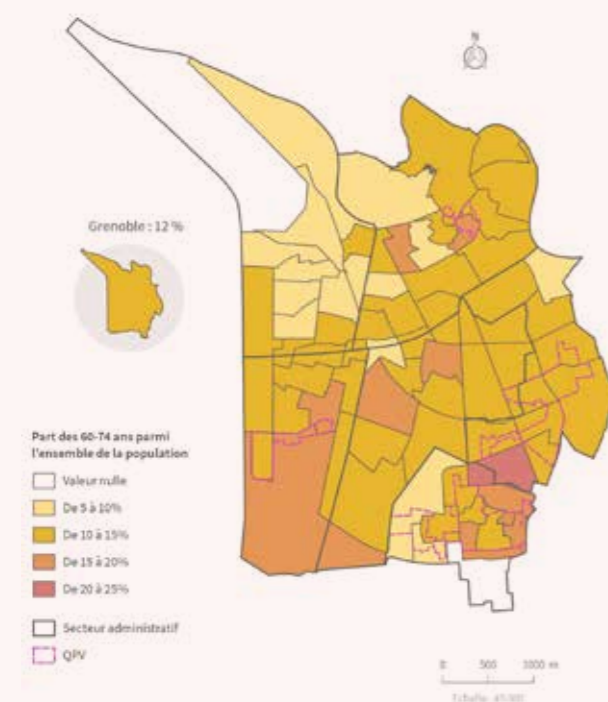 N
Grenoble : 12 %
Part des 60-74 ans parmi
l'ensemble de la population
Valeur nulle
De 5 à 10%
De 10 à 15%
De 15 à 20%
De 20 à 25%
Secteur administratif
QPV
0 500 1000 m
Echelle :